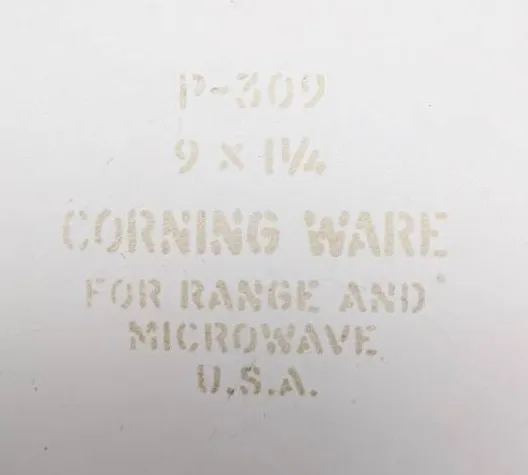 P-309
9 x 1¼
CORNING WARE
FOR RANGE AND
MICROWAVE
U.S.A.